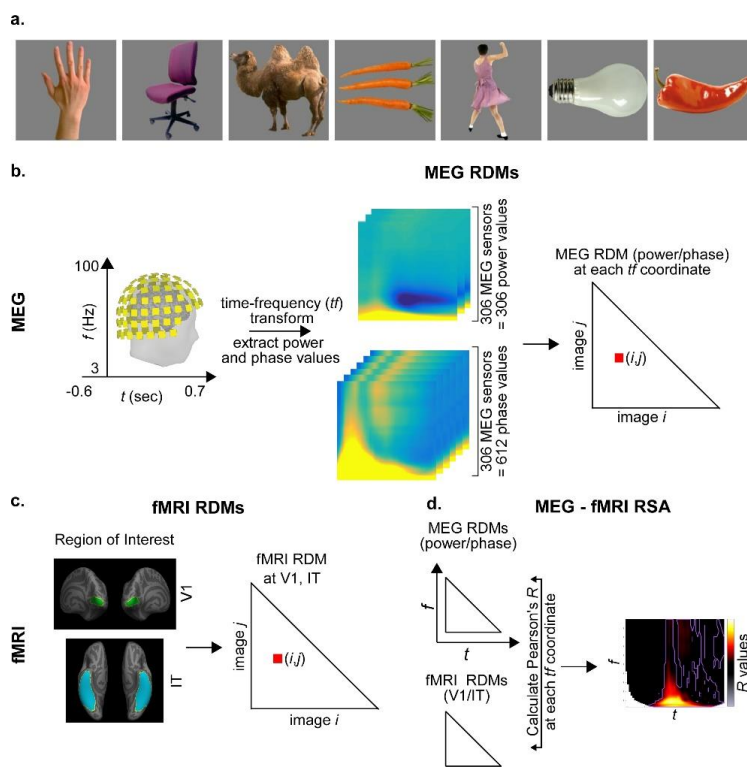 a.
b.
MEG RDMs
MEG
100
f (Hz)
3
-0.6
t (sec)
0.7
time-frequency (tf)
transform
extract power
and phase values
306 MEG sensors
= 306 power values
306 MEG sensors
= 612 phase values
MEG RDM (power/phase)
at each tf coordinate
image j
(i,j)
image i
c.
fMRI RDMs
fMRI
Region of Interest
V1
IT
fMRI RDM
at V1, IT
image j
(i,j)
image i
d.
MEG - fMRI RSA
MEG RDMs
(power/phase)
f
t
fMRI RDMs
(V1/IT)
Calculate Pearson's R
at each tf coordinate
f
t
R values